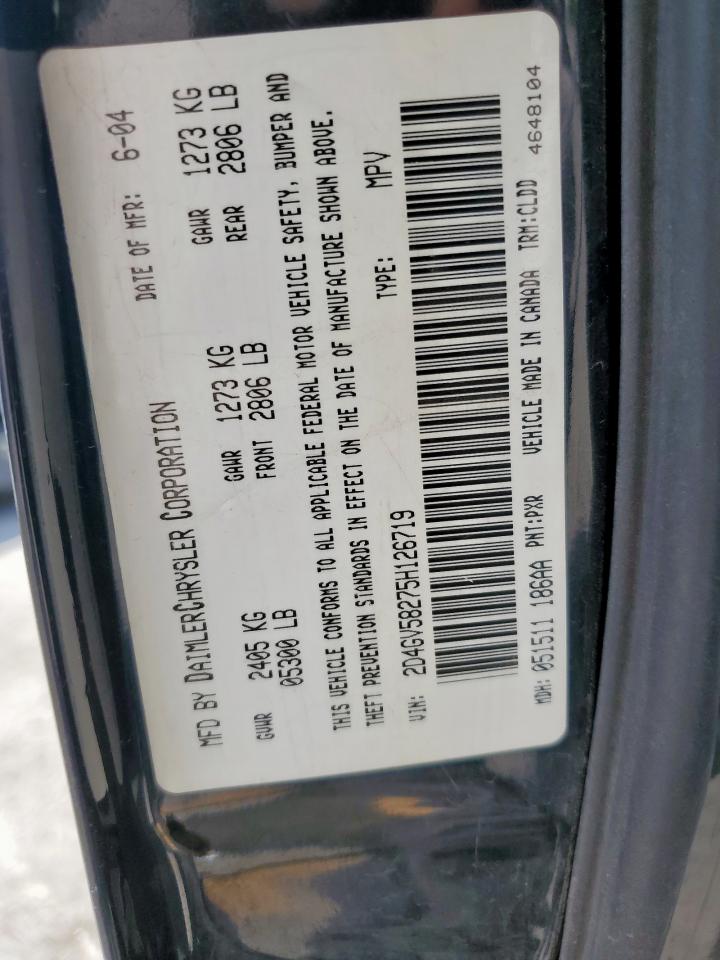 MFD BY DAIMLERCHRYSLER CORPORATION DATE OF MFR: 6-04
GVWR 2405 KG GAWR 1273 KG GAWR 1273 KG
05300 LB FRONT 2806 LB REAR 2806 LB
THIS VEHICLE CONFORMS TO ALL APPLICABLE FEDERAL MOTOR VEHICLE SAFETY, BUMPER AND
THEFT PREVENTION STANDARDS IN EFFECT ON THE DATE OF MANUFACTURE SHOWN ABOVE.
VIN: 2D4GV58275H126719 TYPE: MPV
MDH: 051511 186AA PNT:PXR VEHICLE MADE IN CANADA TRM:CLDD 4648104